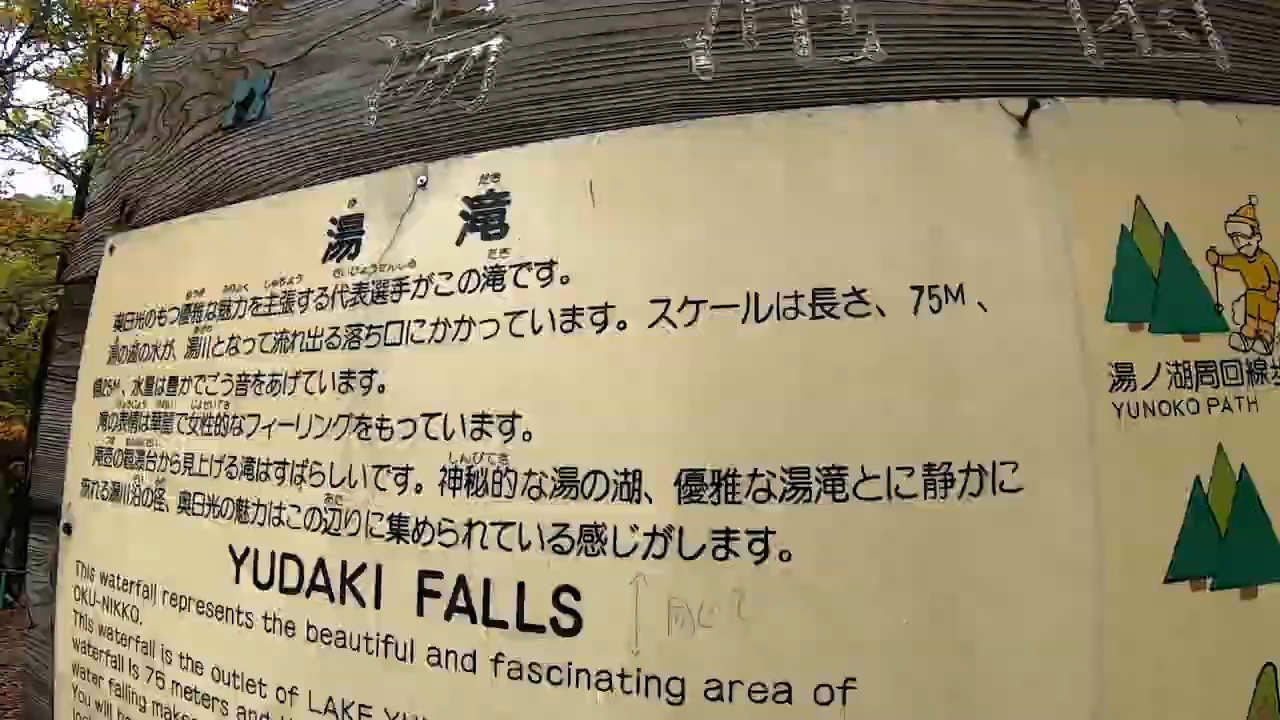 湯滝
奥日光のもつ優雅な魅力を主張する代表選手がこの滝です。
湯の湖の水が、湯川となって流れ出る落ち口にかかっています。スケールは長さ、75M、
幅25M、水量は豊かでごう音をあげています。
滝の表情は華麗で女性的なフィーリングをもっています。
滝壺の観瀑台から見上げる滝はすばらしいです。神秘的な湯の湖、優雅な湯滝とに静かに
流れる湯川沿の径、奥日光の魅力はこの辺りに集められている感じがします。
YUDAKI FALLS
同じ?
This waterfall represents the beautiful and fascinating area of
OKU-NIKKO.
This waterfall is the outlet of LAKE
waterfall is 75 meters and
Water falling makes
You will
湯ノ湖周回線
YUNOKO PATH